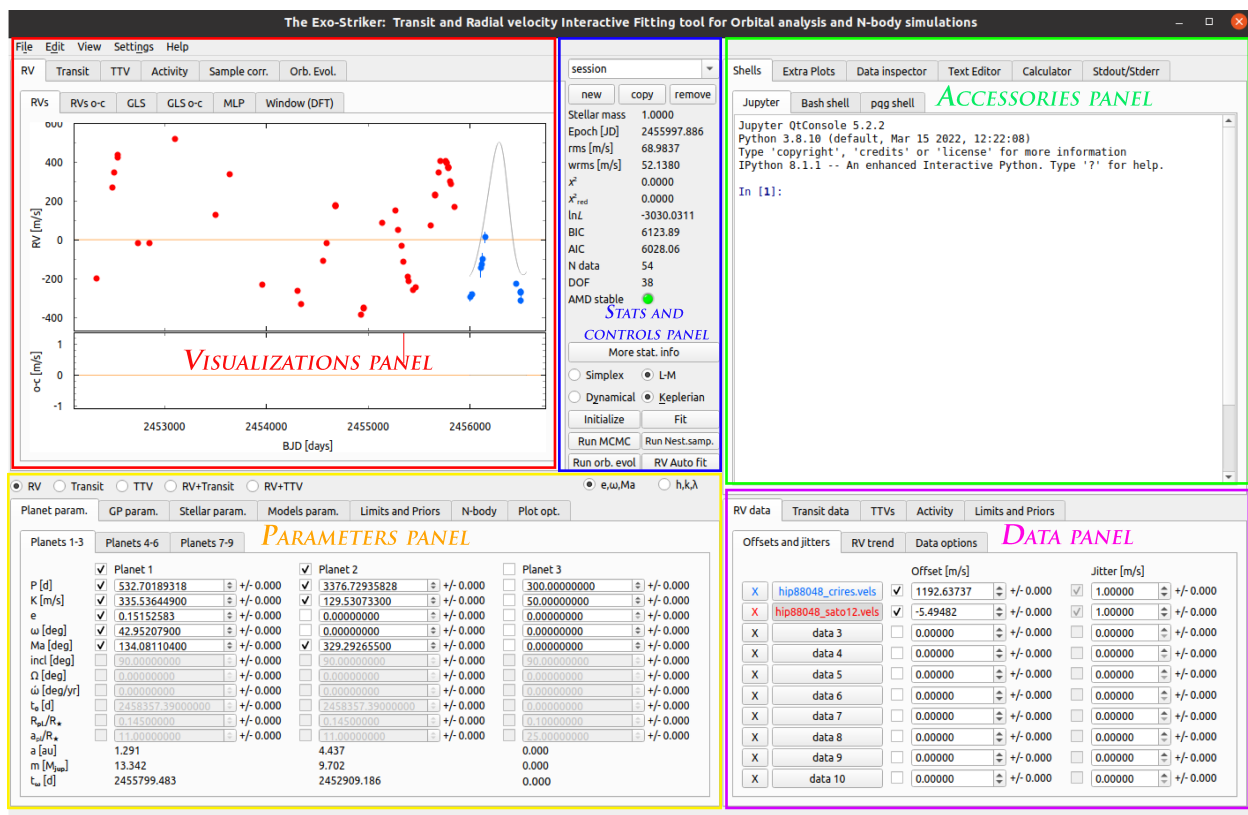 The Exo-Striker: Transit and Radial velocity Interactive Fitting tool for Orbital analysis and N-body simulations
File Edit View Settings Help
RV Transit TTV Activity Sample corr. Orb. Evol.
RVs RVs o-c GLS GLS o-c MLP Window (DFT)
600
400
200
0
-200
-400
RV [m/s]
1
0
-1
o-c [m/s]
VISUALIZATIONS PANEL
2453000 2454000 2455000 2456000
BJD [days]
session
new copy remove
Stellar mass 1.0000
Epoch [JD] 2455997.886
rms [m/s] 68.9837
wrms [m/s] 52.1380
χ² 0.0000
χ²red 0.0000
lnL -3030.0311
BIC 6123.89
AIC 6028.06
N data 54
DOF 38
AMD stable
STATS AND
CONTROLS PANEL
More stat. info
Simplex L-M
Dynamical Keplerian
Initialize Fit
Run MCMC Run Nest.samp.
Run orb. evol RV Auto fit
Shells Extra Plots Data inspector Text Editor Calculator Stdout/Stderr
Jupyter Bash shell pqg shell ACCESSORIES PANEL
Jupyter QtConsole 5.2.2
Python 3.8.10 (default, Mar 15 2022, 12:22:08)
Type 'copyright', 'credits' or 'license' for more information
IPython 8.1.1 -- An enhanced Interactive Python. Type '?' for help.
In [1]:
RV Transit TTV RV+Transit RV+TTV e,ω,Ma h,k,λ
Planet param. GP param. Stellar param. Models param. Limits and Priors N-body Plot opt.
Planets 1-3 Planets 4-6 Planets 7-9 PARAMETERS PANEL
Planet 1 Planet 2 Planet 3
P [d] 532.70189318 +/- 0.000 3376.72935828 +/- 0.000 300.00000000 +/- 0.000
K [m/s] 335.53644900 +/- 0.000 129.53073300 +/- 0.000 50.00000000 +/- 0.000
e 0.15152583 +/- 0.000 0.00000000 +/- 0.000 0.00000000 +/- 0.000
ω [deg] 42.95207900 +/- 0.000 0.00000000 +/- 0.000 0.00000000 +/- 0.000
Ma [deg] 134.08110400 +/- 0.000 329.29265500 +/- 0.000 0.00000000 +/- 0.000
incl [deg] 90.00000000 +/- 0.000 90.00000000 +/- 0.000 90.00000000 +/- 0.000
Ω [deg] 0.00000000 +/- 0.000 0.00000000 +/- 0.000 0.00000000 +/- 0.000
ώ [deg/yr] 0.00000000 +/- 0.000 0.00000000 +/- 0.000 0.00000000 +/- 0.000
t₀ [d] 2458357.39000000 +/- 0.000 2458357.39000000 +/- 0.000 0.00000000 +/- 0.000
Rpl/R★ 0.14500000 +/- 0.000 0.14500000 +/- 0.000 0.10000000 +/- 0.000
apl/R★ 11.00000000 +/- 0.000 11.00000000 +/- 0.000 25.00000000 +/- 0.000
a [au] 1.291 4.437 0.000
m [Mjup] 13.342 9.702 0.000
tω [d] 2455799.483 2452909.186 0.000
RV data Transit data TTVs Activity Limits and Priors
Offsets and jitters RV trend Data options DATA PANEL
Offset [m/s] Jitter [m/s]
X hip88048_crires.vels 1192.63737 +/- 0.000 1.00000 +/- 0.000
X hip88048_sato12.vels -5.49482 +/- 0.000 1.00000 +/- 0.000
X data 3 0.00000 +/- 0.000 0.00000 +/- 0.000
X data 4 0.00000 +/- 0.000 0.00000 +/- 0.000
X data 5 0.00000 +/- 0.000 0.00000 +/- 0.000
X data 6 0.00000 +/- 0.000 0.00000 +/- 0.000
X data 7 0.00000 +/- 0.000 0.00000 +/- 0.000
X data 8 0.00000 +/- 0.000 0.00000 +/- 0.000
X data 9 0.00000 +/- 0.000 0.00000 +/- 0.000
X data 10 0.00000 +/- 0.000 0.00000 +/- 0.000